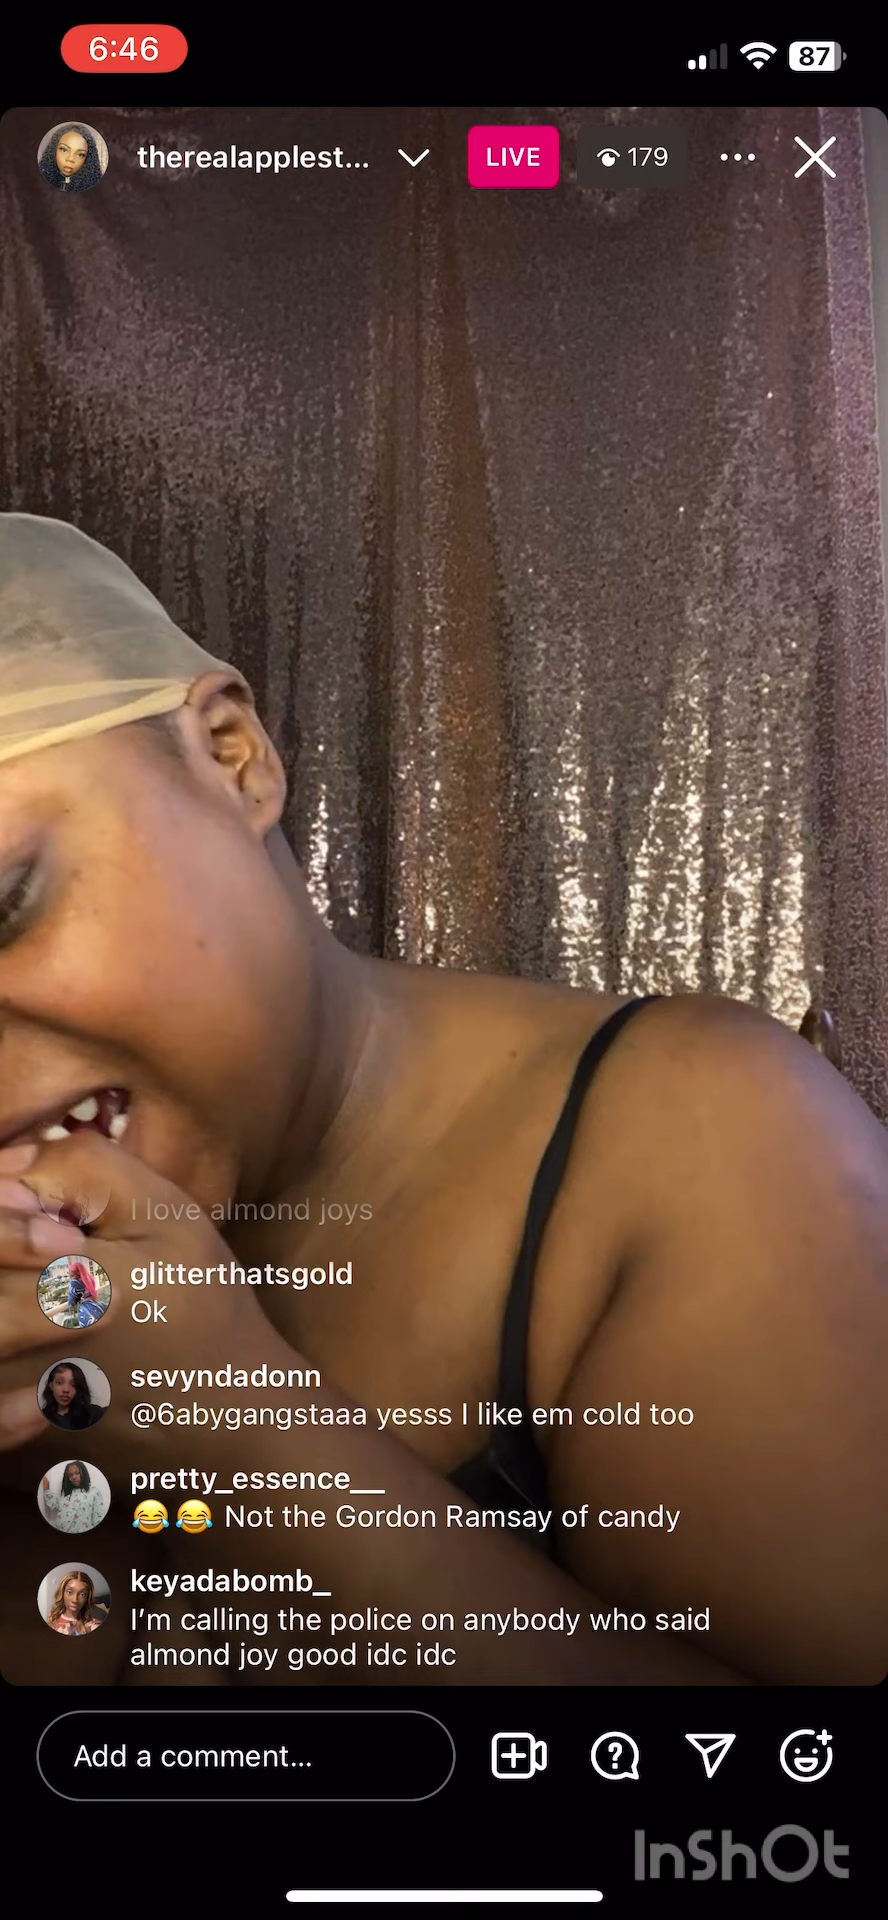 6:46
87
therealapplest...
LIVE
179
I love almond joys
glitterthatsgold
Ok
sevyndadonn
@6abygangstaaa yesss I like em cold too
pretty_essence__
😂😂 Not the Gordon Ramsay of candy
keyadabomb_
I’m calling the police on anybody who said
almond joy good idc idc
Add a comment...
InShOt